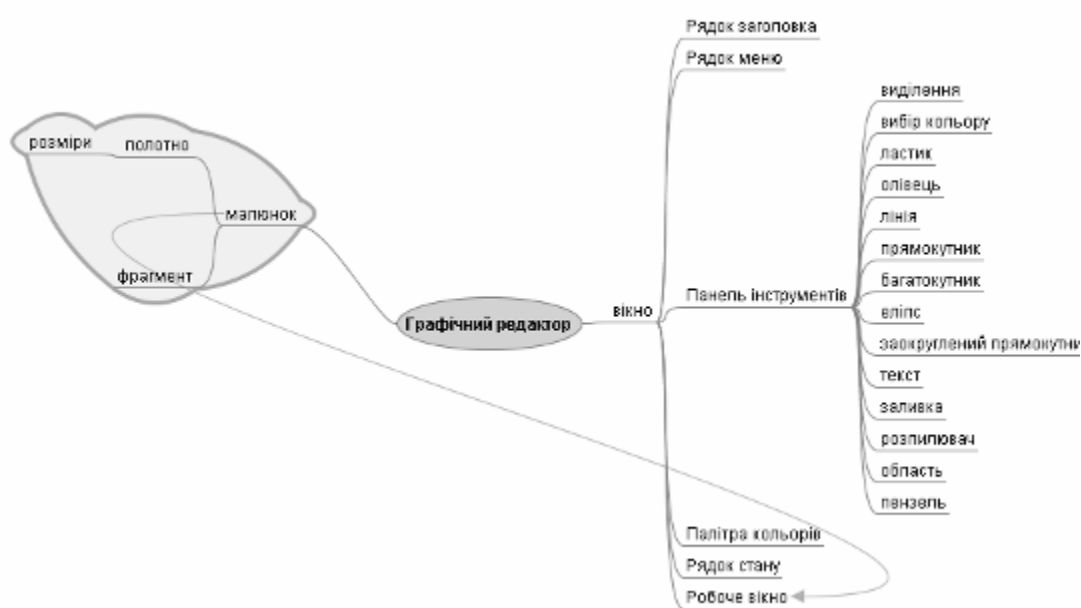 розміри
полотно
малюнок
фрагмент
Графічний редактор
вікно
Рядок заголовка
Рядок меню
Панель інструментів
виділення
вибір кольору
ластик
олівець
лінія
прямокутник
багатокутник
еліпс
заокруглений прямокутни
текст
заливка
розпилювач
область
пензель
Палітра кольорів
Рядок стану
Робоче вікно